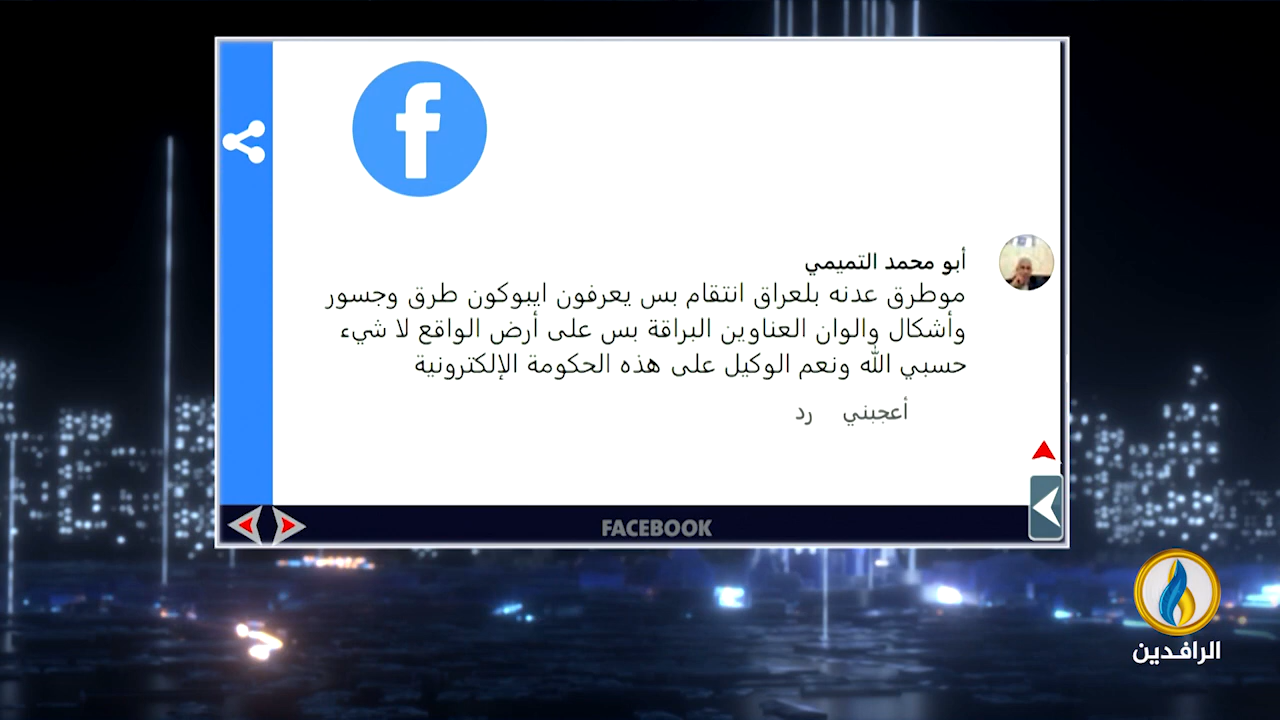 أبو محمد التميمي
موطرق عدنه بلعراق انتقام بس يعرفون ايبوكون طرق وجسور
وأشكال والوان العناوين البراقة بس على أرض الواقع لا شيء
حسبي الله ونعم الوكيل على هذه الحكومة الإلكترونية
أعجبني رد
FACEBOOK
الرافدين